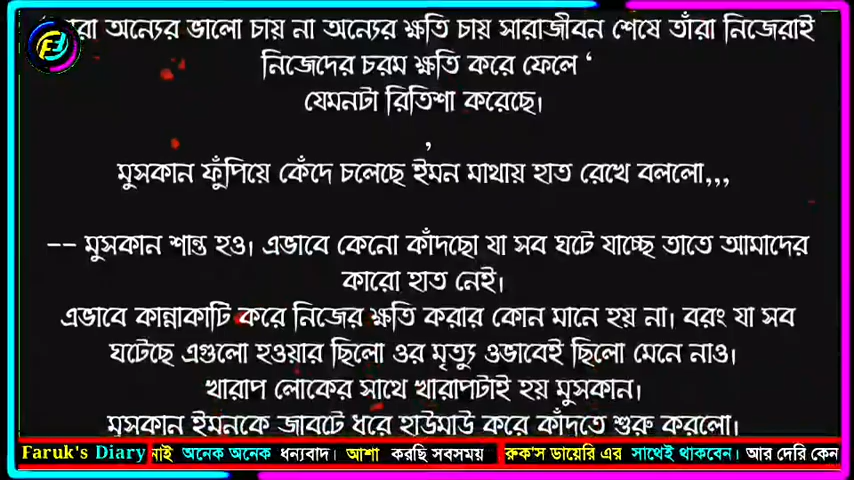 রা অন্যের ভালো চায় না অন্যের ক্ষতি চায় সারাজীবন শেষে তাঁরা নিজেরাই
নিজেদের চরম ক্ষতি করে ফেলে ‘
যেমনটা রিতিশা করেছে।
,
মুসকান ফুঁপিয়ে কেঁদে চলেছে ইমন মাথায় হাত রেখে বললো,,,
-- মুসকান শান্ত হও। এভাবে কেনো কাঁদছো যা সব ঘটে যাচ্ছে তাতে আমাদের
কারো হাত নেই।
এভাবে কান্নাকাটি করে নিজের ক্ষতি করার কোন মানে হয় না। বরং যা সব
ঘটেছে এগুলো হওয়ার ছিলো ওর মৃত্যু ওভাবেই ছিলো মেনে নাও।
খারাপ লোকের সাথে খারাপটাই হয় মুসকান।
মুসকান ইমনকে জাবটে ধরে হাউমাউ করে কাঁদতে শুরু করলো।
Faruk's Diary নাই অনেক অনেক ধন্যবাদ। আশা করছি সবসময় রুক'স ডায়েরি এর সাথেই থাকবেন। আর দেরি কেন